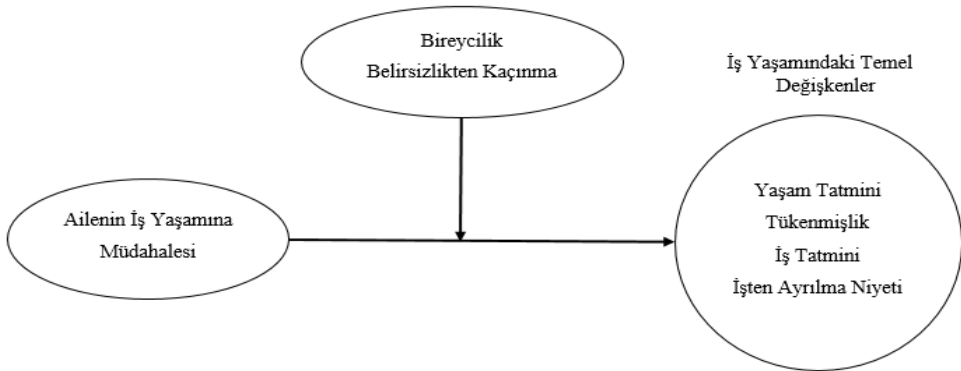 Bireycilik
Belirsizlikten Kaçınma
İş Yaşamındaki Temel
Değişkenler
Ailenin İş Yaşamına
Müdahalesi
Yaşam Tatmini
Tükenmişlik
İş Tatmini
İşten Ayrılma Niyeti